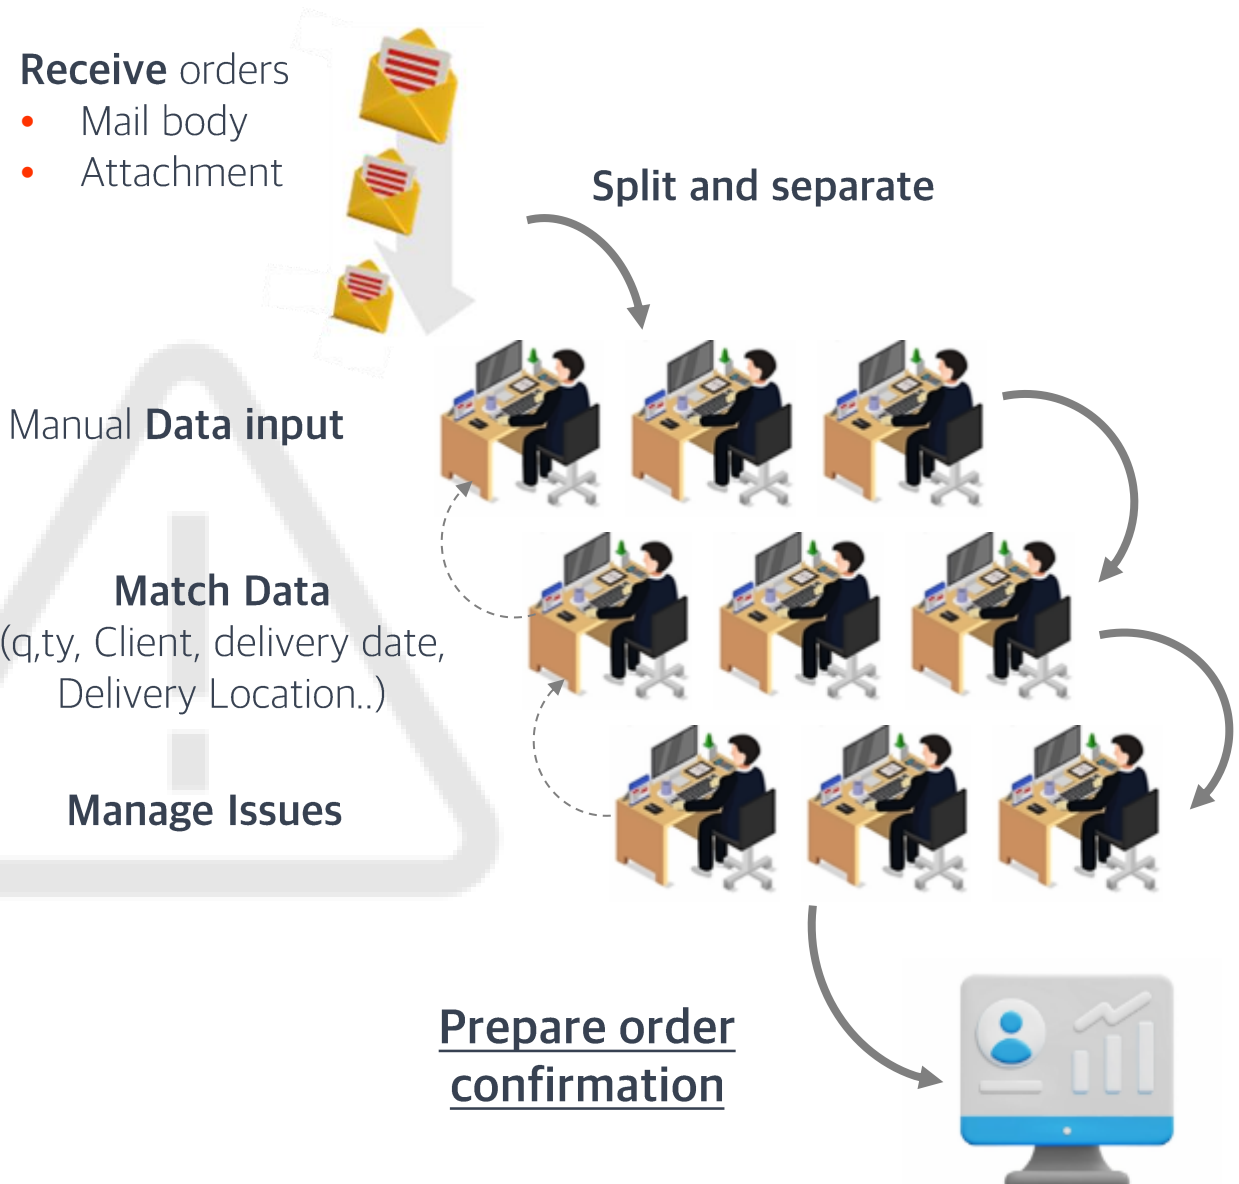 Receive orders
• Mail body
• Attachment
Split and separate
Manual Data input
Match Data
(q,ty, Client, delivery date,
Delivery Location..)
Manage Issues
Prepare order
confirmation